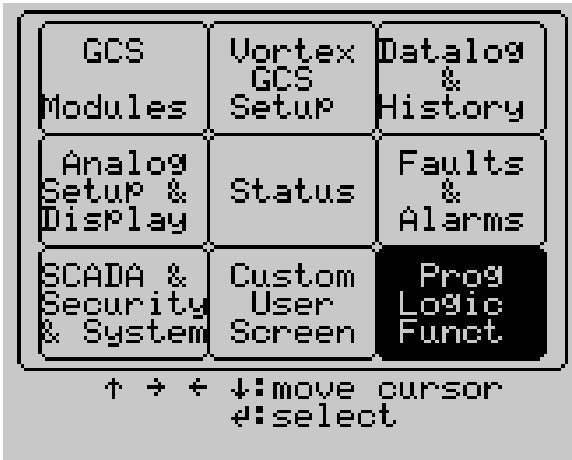 GCS
Modules
Vortex
GCS
Setup
Datalog
&
History
Analog
Setup &
Display
Status
Faults
&
Alarms
SCADA &
Security
& System
Custom
User
Screen
Prog
Logic
Funct
↑ → ← ↓:move cursor
↲:select